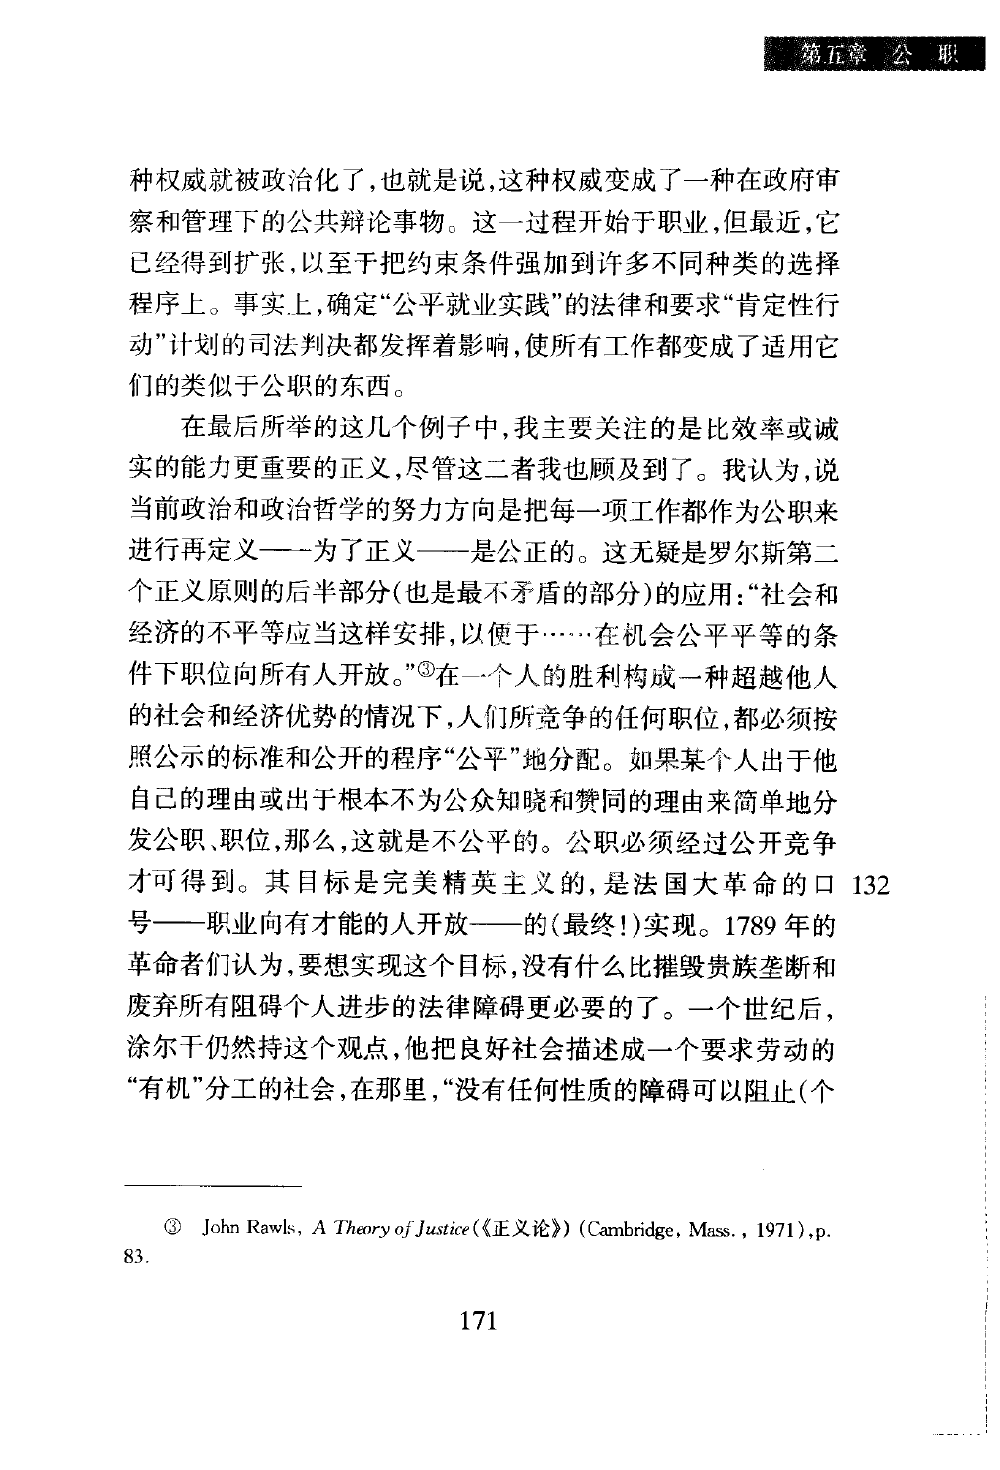 第五章 公 职
种权威就被政治化了,也就是说,这种权威变成了一种在政府审
察和管理下的公共辩论事物。这一过程开始于职业,但最近,它
已经得到扩张,以至于把约束条件强加到许多不同种类的选择
程序上。事实上,确定“公平就业实践”的法律和要求“肯定性行
动”计划的司法判决都发挥着影响,使所有工作都变成了适用它
们的类似于公职的东西。
在最后所举的这几个例子中,我主要关注的是比效率或诚
实的能力更重要的正义,尽管这二者我也顾及到了。我认为,说
当前政治和政治哲学的努力方向是把每一项工作都作为公职来
进行再定义——为了正义——是公正的。这无疑是罗尔斯第二
个正义原则的后半部分(也是最不矛盾的部分)的应用:“社会和
经济的不平等应当这样安排,以便于……在机会公平平等的条
件下职位向所有人开放。”③在一个人的胜利构成一种超越他人
的社会和经济优势的情况下,人们所竞争的任何职位,都必须按
照公示的标准和公开的程序“公平”地分配。如果某个人出于他
自己的理由或出于根本不为公众知晓和赞同的理由来简单地分
发公职、职位,那么,这就是不公平的。公职必须经过公开竞争
才可得到。其目标是完美精英主义的,是法国大革命的口 132
号——职业向有才能的人开放——的(最终!)实现。1789 年的
革命者们认为,要想实现这个目标,没有什么比摧毁贵族垄断和
废弃所有阻碍个人进步的法律障碍更必要的了。一个世纪后,
涂尔干仍然持这个观点,他把良好社会描述成一个要求劳动的
“有机”分工的社会,在那里,“没有任何性质的障碍可以阻止(个
③ John Rawls, A Theory of Justice(《正义论》) (Cambridge, Mass. , 1971),p.
83.
171